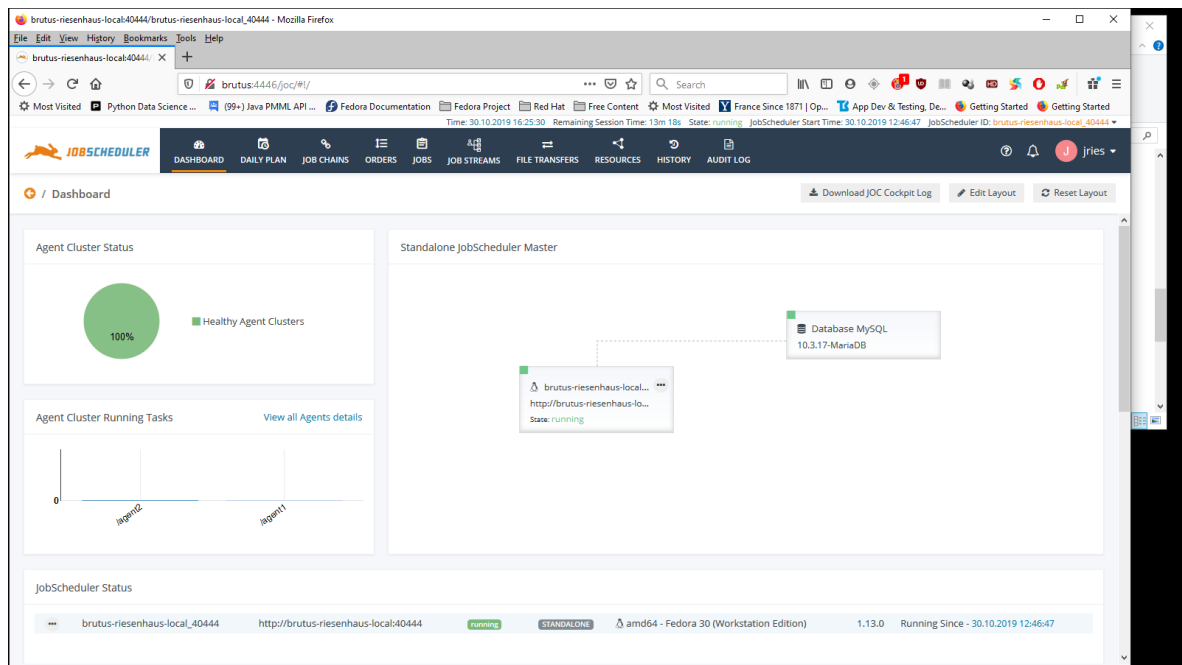 brutus-riesenhaus-local:40444/brutus-riesenhaus-local_40444 - Mozilla Firefox
File Edit View History Bookmarks Tools Help
brutus-riesenhaus-local:40444/
brutus:4446/joc/#!/
Search
Most Visited Python Data Science ... (99+) Java PMML API ... Fedora Documentation Fedora Project Red Hat Free Content Most Visited France Since 1871 | Op... App Dev & Testing, De... Getting Started Getting Started
Time: 30.10.2019 16:25:30 Remaining Session Time: 13m 18s State: running JobScheduler Start Time: 30.10.2019 12:46:47 JobScheduler ID: brutus-riesenhaus-local_40444
JOBSCHEDULER
DASHBOARD DAILY PLAN JOB CHAINS ORDERS JOBS JOB STREAMS FILE TRANSFERS RESOURCES HISTORY AUDIT LOG
J jries
/ Dashboard
Download JOC Cockpit Log Edit Layout Reset Layout
Agent Cluster Status
100%
Healthy Agent Clusters
Standalone JobScheduler Master
Database MySQL
10.3.17-MariaDB
brutus-riesenhaus-local... 
http://brutus-riesenhaus-lo...
State: running
Agent Cluster Running Tasks View all Agents details
0
/agent2 /agent1
JobScheduler Status
brutus-riesenhaus-local_40444 http://brutus-riesenhaus-local:40444 running STANDALONE amd64 - Fedora 30 (Workstation Edition) 1.13.0 Running Since - 30.10.2019 12:46:47